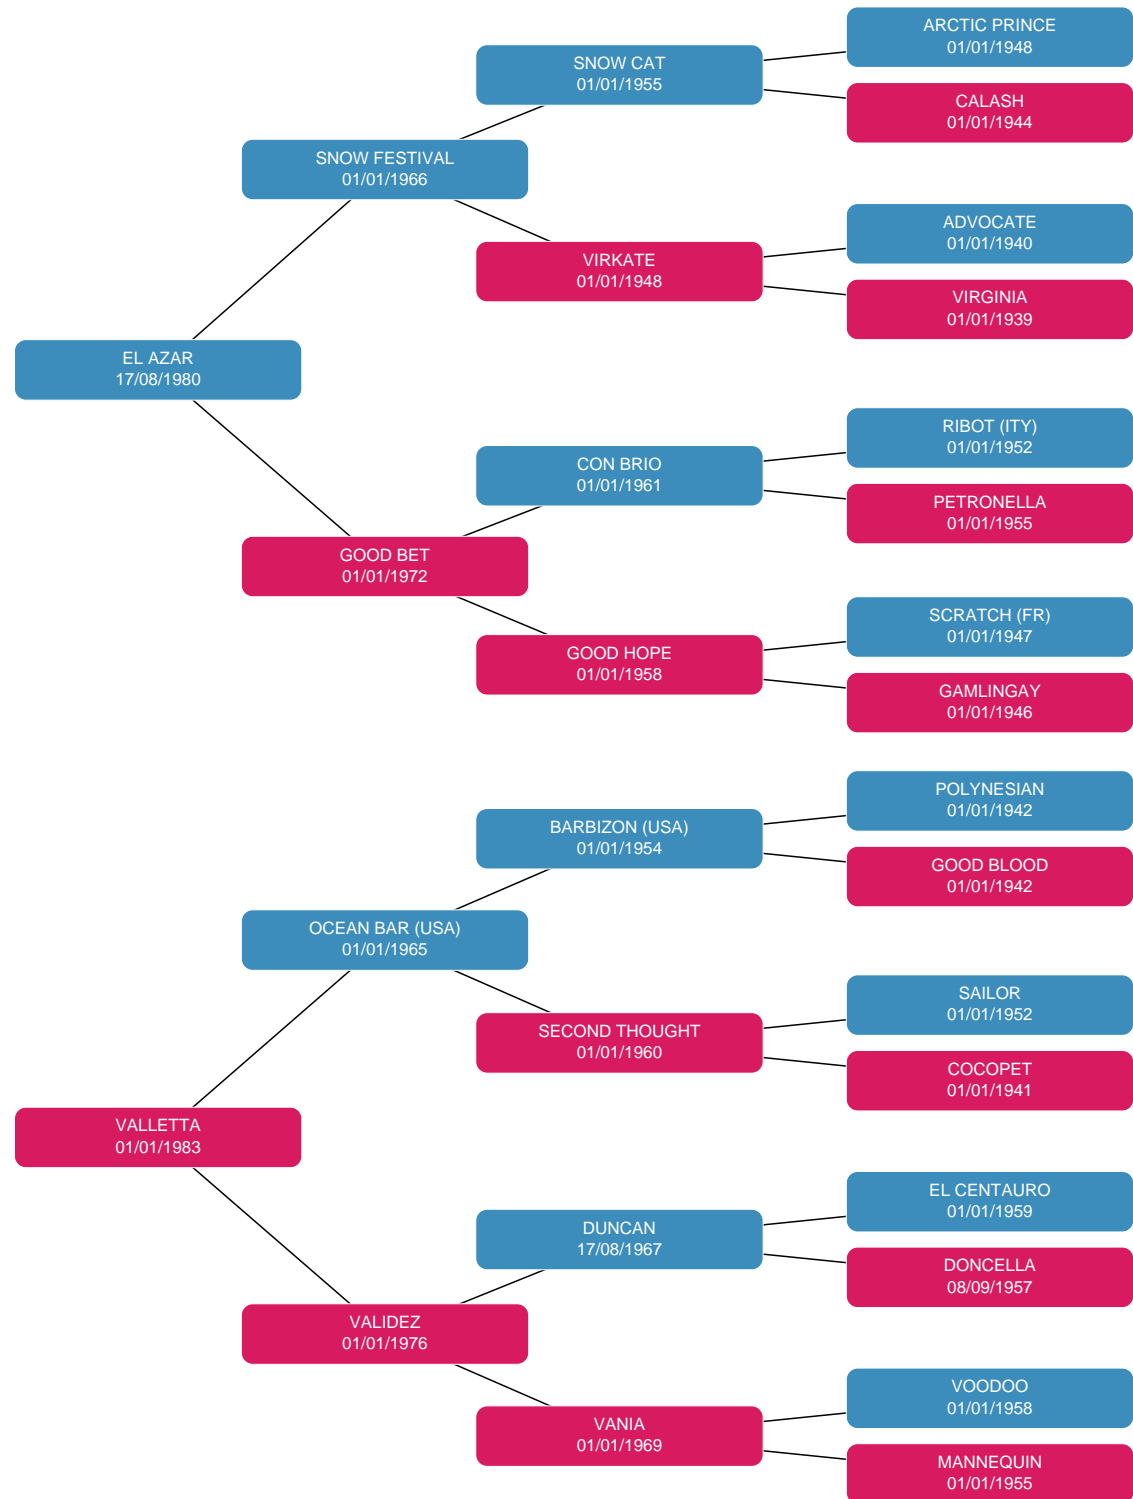 ARCTIC PRINCE
01/01/1948
SNOW CAT
01/01/1955
CALASH
01/01/1944
SNOW FESTIVAL
01/01/1966
ADVOCATE
01/01/1940
VIRKATE
01/01/1948
VIRGINIA
01/01/1939
EL AZAR
17/08/1980
RIBOT (ITY)
01/01/1952
CON BRIO
01/01/1961
PETRONELLA
01/01/1955
GOOD BET
01/01/1972
SCRATCH (FR)
01/01/1947
GOOD HOPE
01/01/1958
GAMLINGAY
01/01/1946
POLYNESIAN
01/01/1942
BARBIZON (USA)
01/01/1954
GOOD BLOOD
01/01/1942
OCEAN BAR (USA)
01/01/1965
SAILOR
01/01/1952
SECOND THOUGHT
01/01/1960
COCOPET
01/01/1941
VALLETTA
01/01/1983
EL CENTAURO
01/01/1959
DUNCAN
17/08/1967
DONCELLA
08/09/1957
VALIDEZ
01/01/1976
VOODOO
01/01/1958
VANIA
01/01/1969
MANNEQUIN
01/01/1955